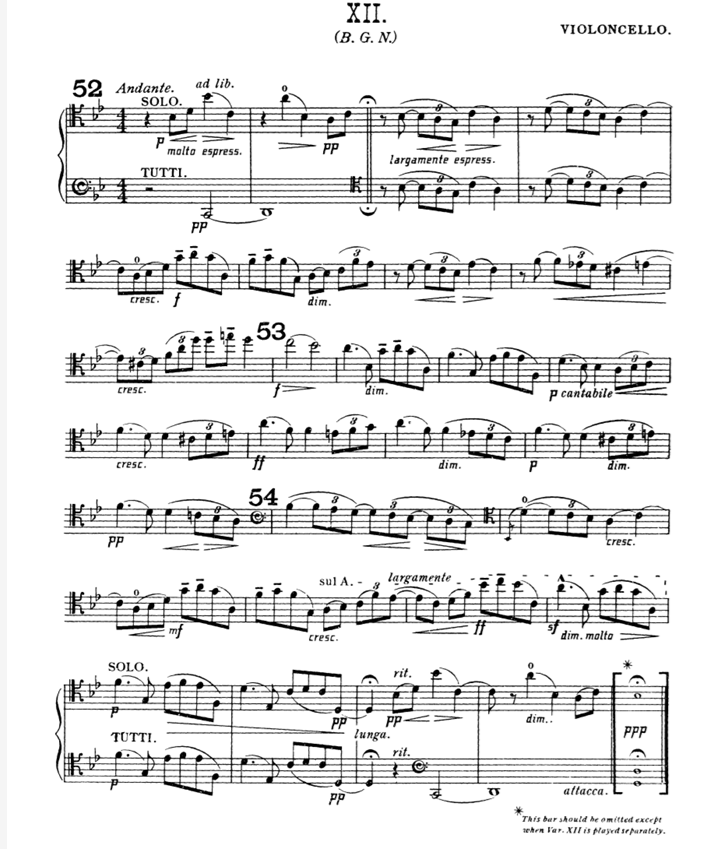 XII.
(B. G. N.)
VIOLONCELLO.
52 Andante. ad lib.
SOLO.
p molto espress. pp largamente espress.
TUTTI.
pp
cresc. f dim.
53
cresc. f dim. p cantabile
cresc. ff dim. p dim.
54
pp cresc.
sul A. largamente A
mf cresc. ff sf dim. molto
SOLO. rit.
p pp pp dim. ppp
TUTTI. lunga.
rit.
p pp attacca.
* This bar should be omitted except
when Var. XII is played separately.